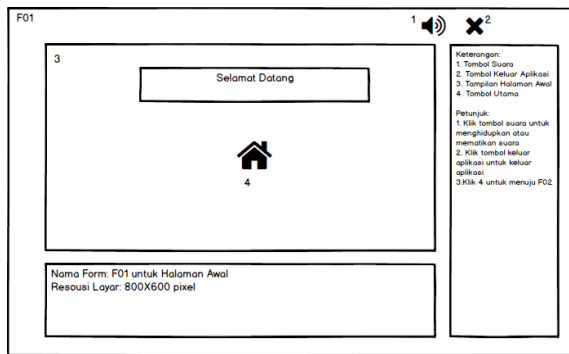 F01
1
2
3
Selamat Datang
4
Keterangan:
1. Tombol Suara
2. Tombol Keluar Aplikasi
3. Tampilan Halaman Awal
4. Tombol Utama
Petunjuk:
1. Klik tombol suara untuk
menghidupkan atau
mematikan suara
2. Klik tombol keluar
aplikasi untuk keluar
aplikasi
3.Klik 4 untuk menuju F02
Nama Form: F01 untuk Halaman Awal
Resousi Layar: 800X600 pixel